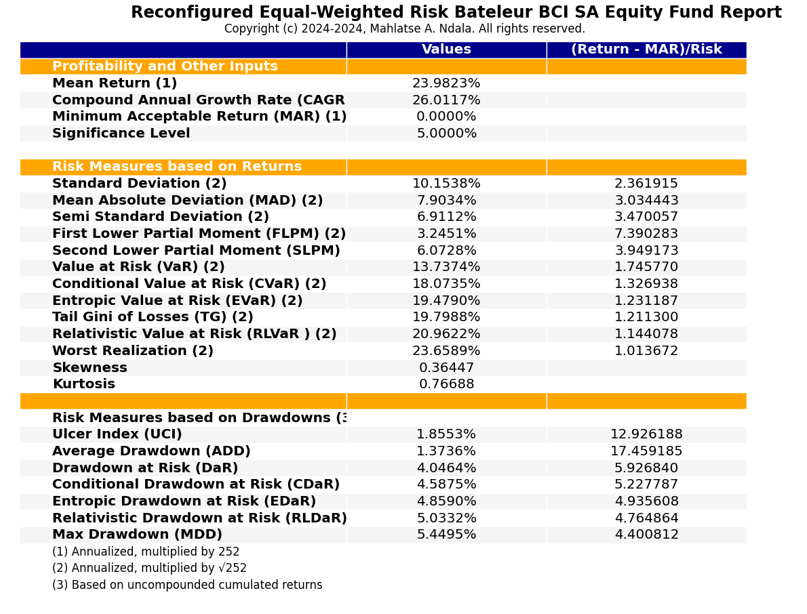 Reconfigured Equal-Weighted Risk Bateleur BCI SA Equity Fund Report
Copyright (c) 2024-2024, Mahlatse A. Ndala. All rights reserved.
Values (Return - MAR)/Risk
Profitability and Other Inputs
Mean Return (1) 23.9823%
Compound Annual Growth Rate (CAGR 26.0117%
Minimum Acceptable Return (MAR) (1) 0.0000%
Significance Level 5.0000%
Risk Measures based on Returns
Standard Deviation (2) 10.1538% 2.361915
Mean Absolute Deviation (MAD) (2) 7.9034% 3.034443
Semi Standard Deviation (2) 6.9112% 3.470057
First Lower Partial Moment (FLPM) (2) 3.2451% 7.390283
Second Lower Partial Moment (SLPM) 6.0728% 3.949173
Value at Risk (VaR) (2) 13.7374% 1.745770
Conditional Value at Risk (CVaR) (2) 18.0735% 1.326938
Entropic Value at Risk (EVaR) (2) 19.4790% 1.231187
Tail Gini of Losses (TG) (2) 19.7988% 1.211300
Relativistic Value at Risk (RLVaR ) (2) 20.9622% 1.144078
Worst Realization (2) 23.6589% 1.013672
Skewness 0.36447
Kurtosis 0.76688
Risk Measures based on Drawdowns (3
Ulcer Index (UCI) 1.8553% 12.926188
Average Drawdown (ADD) 1.3736% 17.459185
Drawdown at Risk (DaR) 4.0464% 5.926840
Conditional Drawdown at Risk (CDaR) 4.5875% 5.227787
Entropic Drawdown at Risk (EDaR) 4.8590% 4.935608
Relativistic Drawdown at Risk (RLDaR) 5.0332% 4.764864
Max Drawdown (MDD) 5.4495% 4.400812
(1) Annualized, multiplied by 252
(2) Annualized, multiplied by √252
(3) Based on uncompounded cumulated returns